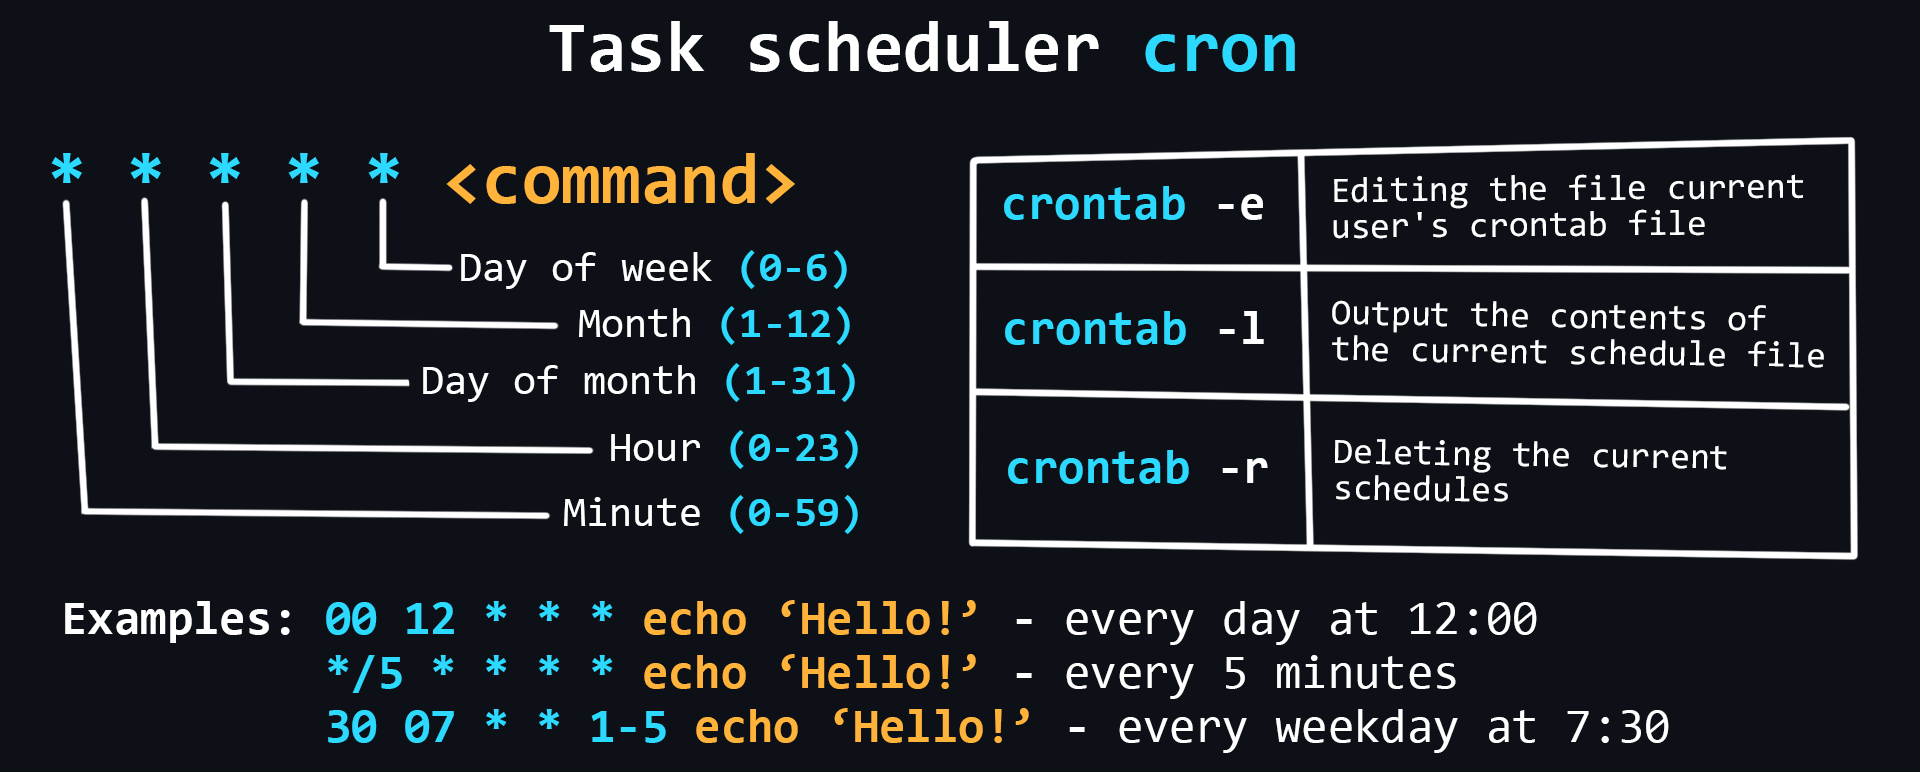 Task scheduler cron
* * * * * <command>
Day of week (0-6)
Month (1-12)
Day of month (1-31)
Hour (0-23)
Minute (0-59)
crontab -e
Editing the file current
user's crontab file
crontab -l
Output the contents of
the current schedule file
crontab -r
Deleting the current
schedules
Examples: 00 12 * * * echo ‘Hello!’ - every day at 12:00
*/5 * * * * echo ‘Hello!’ - every 5 minutes
30 07 * * 1-5 echo ‘Hello!’ - every weekday at 7:30